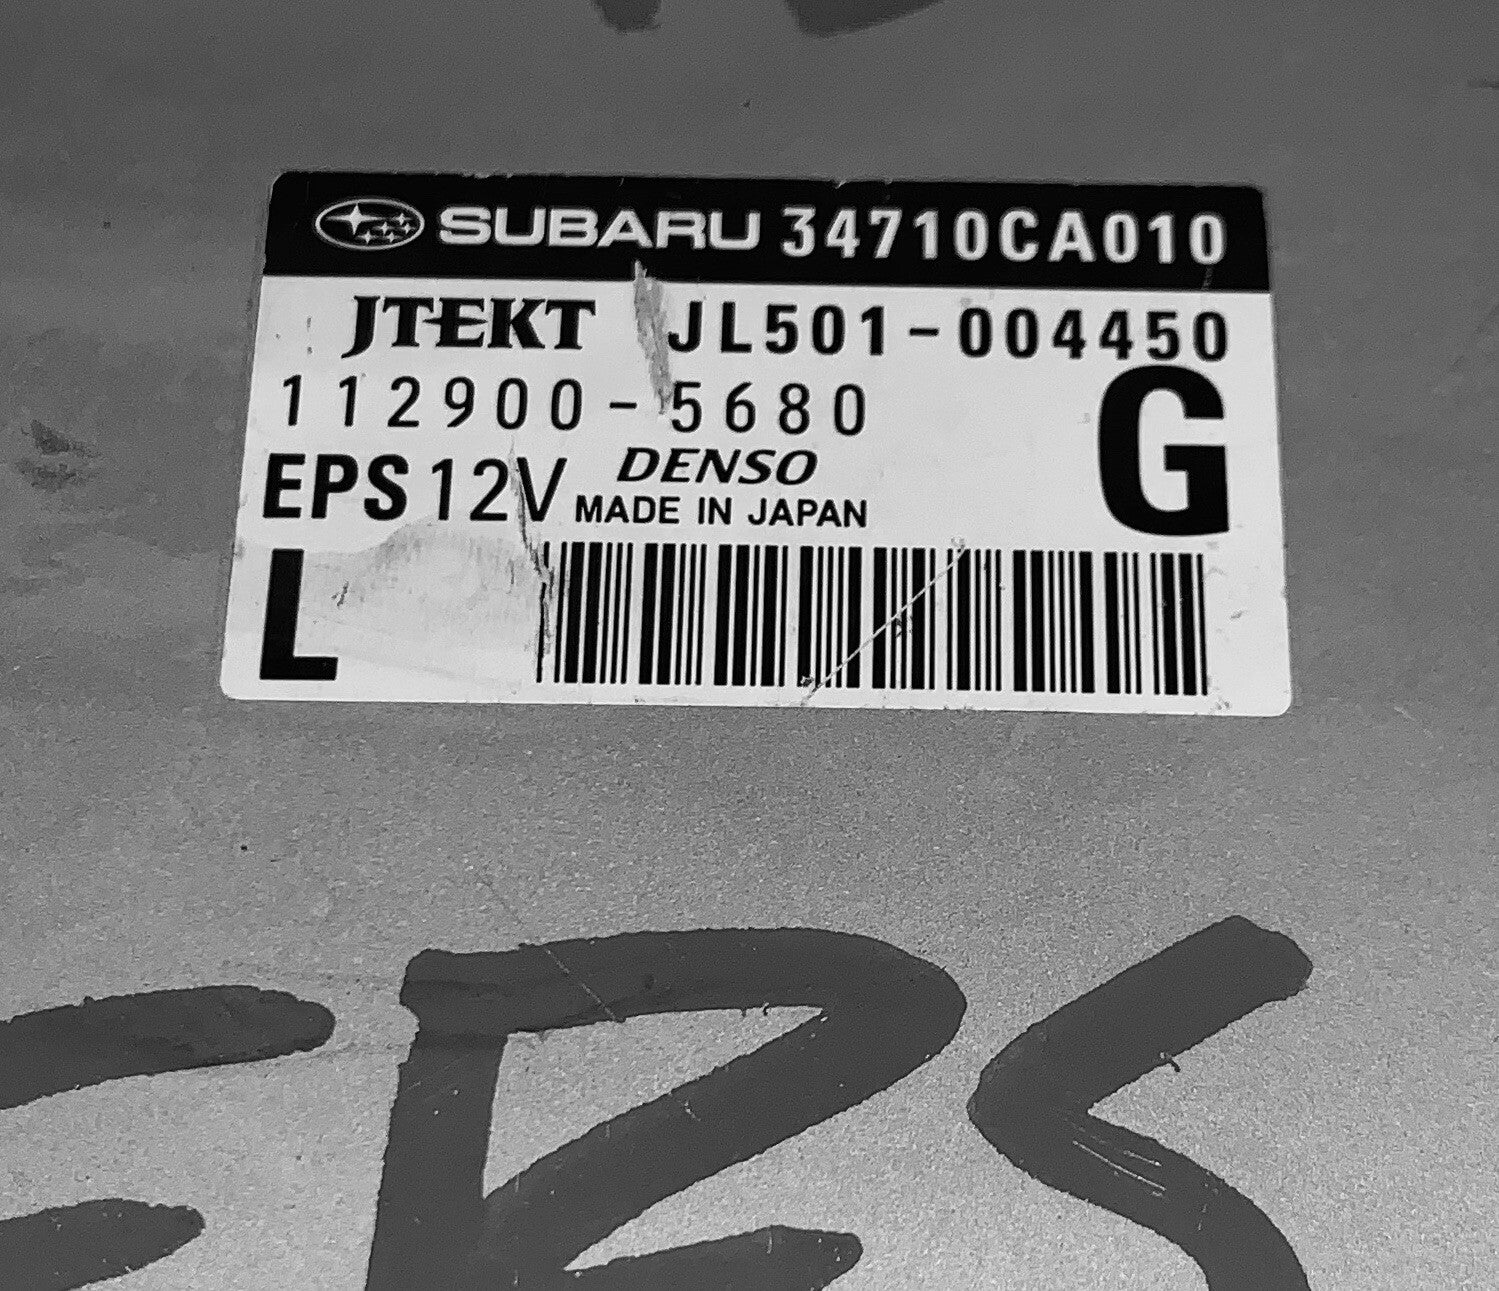 SUBARU 34710CA010
JTEKT JL501-004450
112900-5680
G
EPS 12V DENSO
MADE IN JAPAN
L